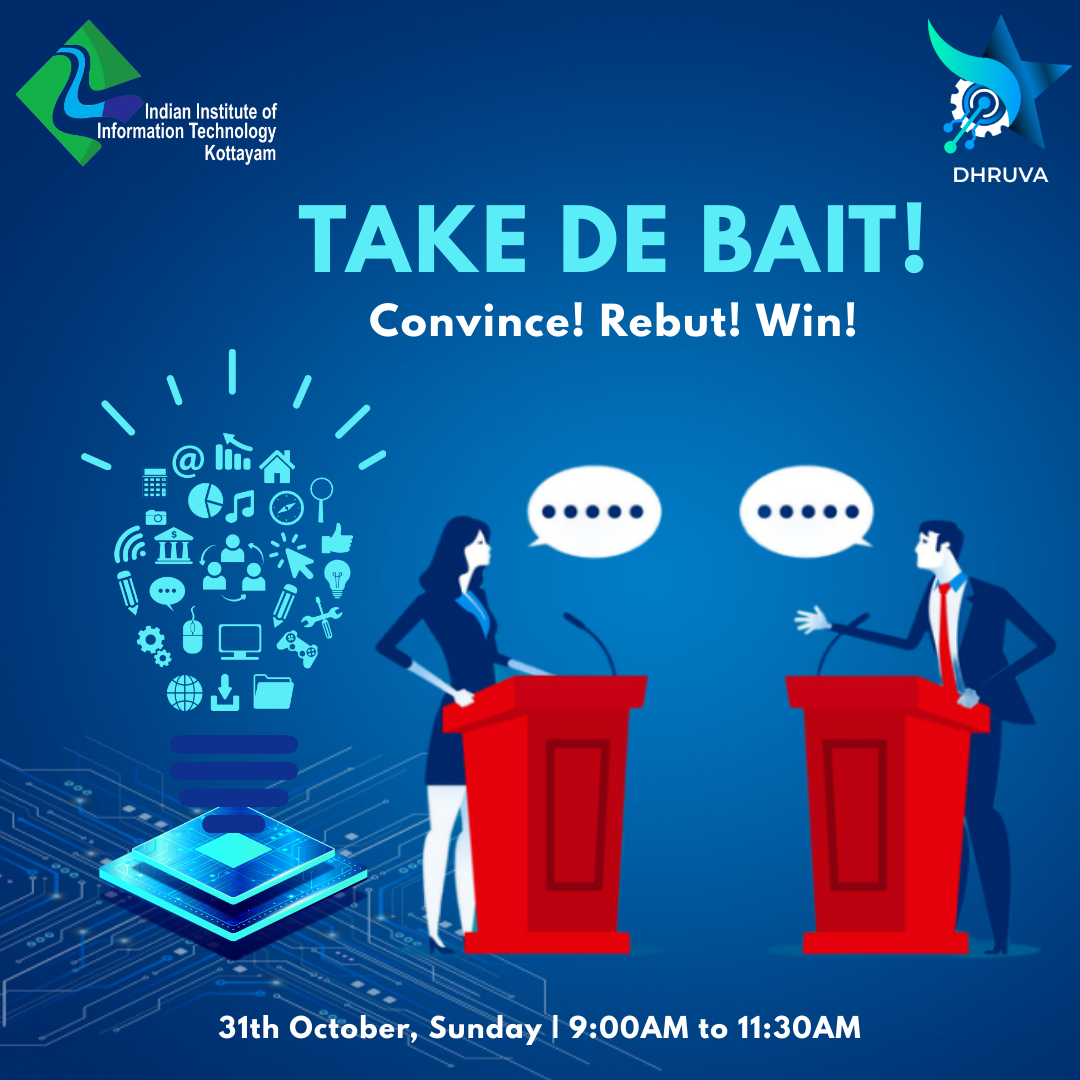 Indian Institute of
Information Technology
Kottayam
DHRUVA
TAKE DE BAIT!
Convince! Rebut! Win!
@
$
31th October, Sunday | 9:00AM to 11:30AM